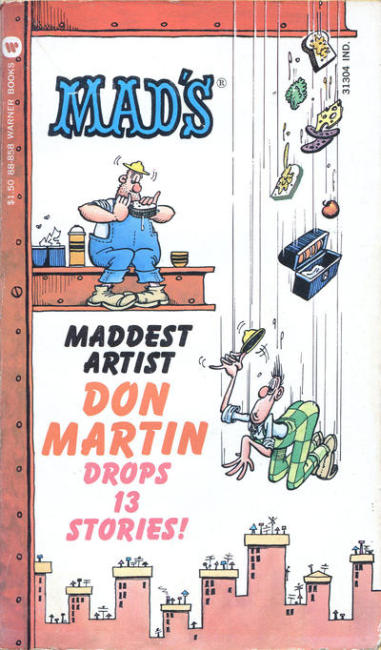 $1.50 88-858 WARNER BOOKS
W
31304 IND.
MAD'S®
MADDEST
ARTIST
DON
MARTIN
DROPS
13
STORIES!